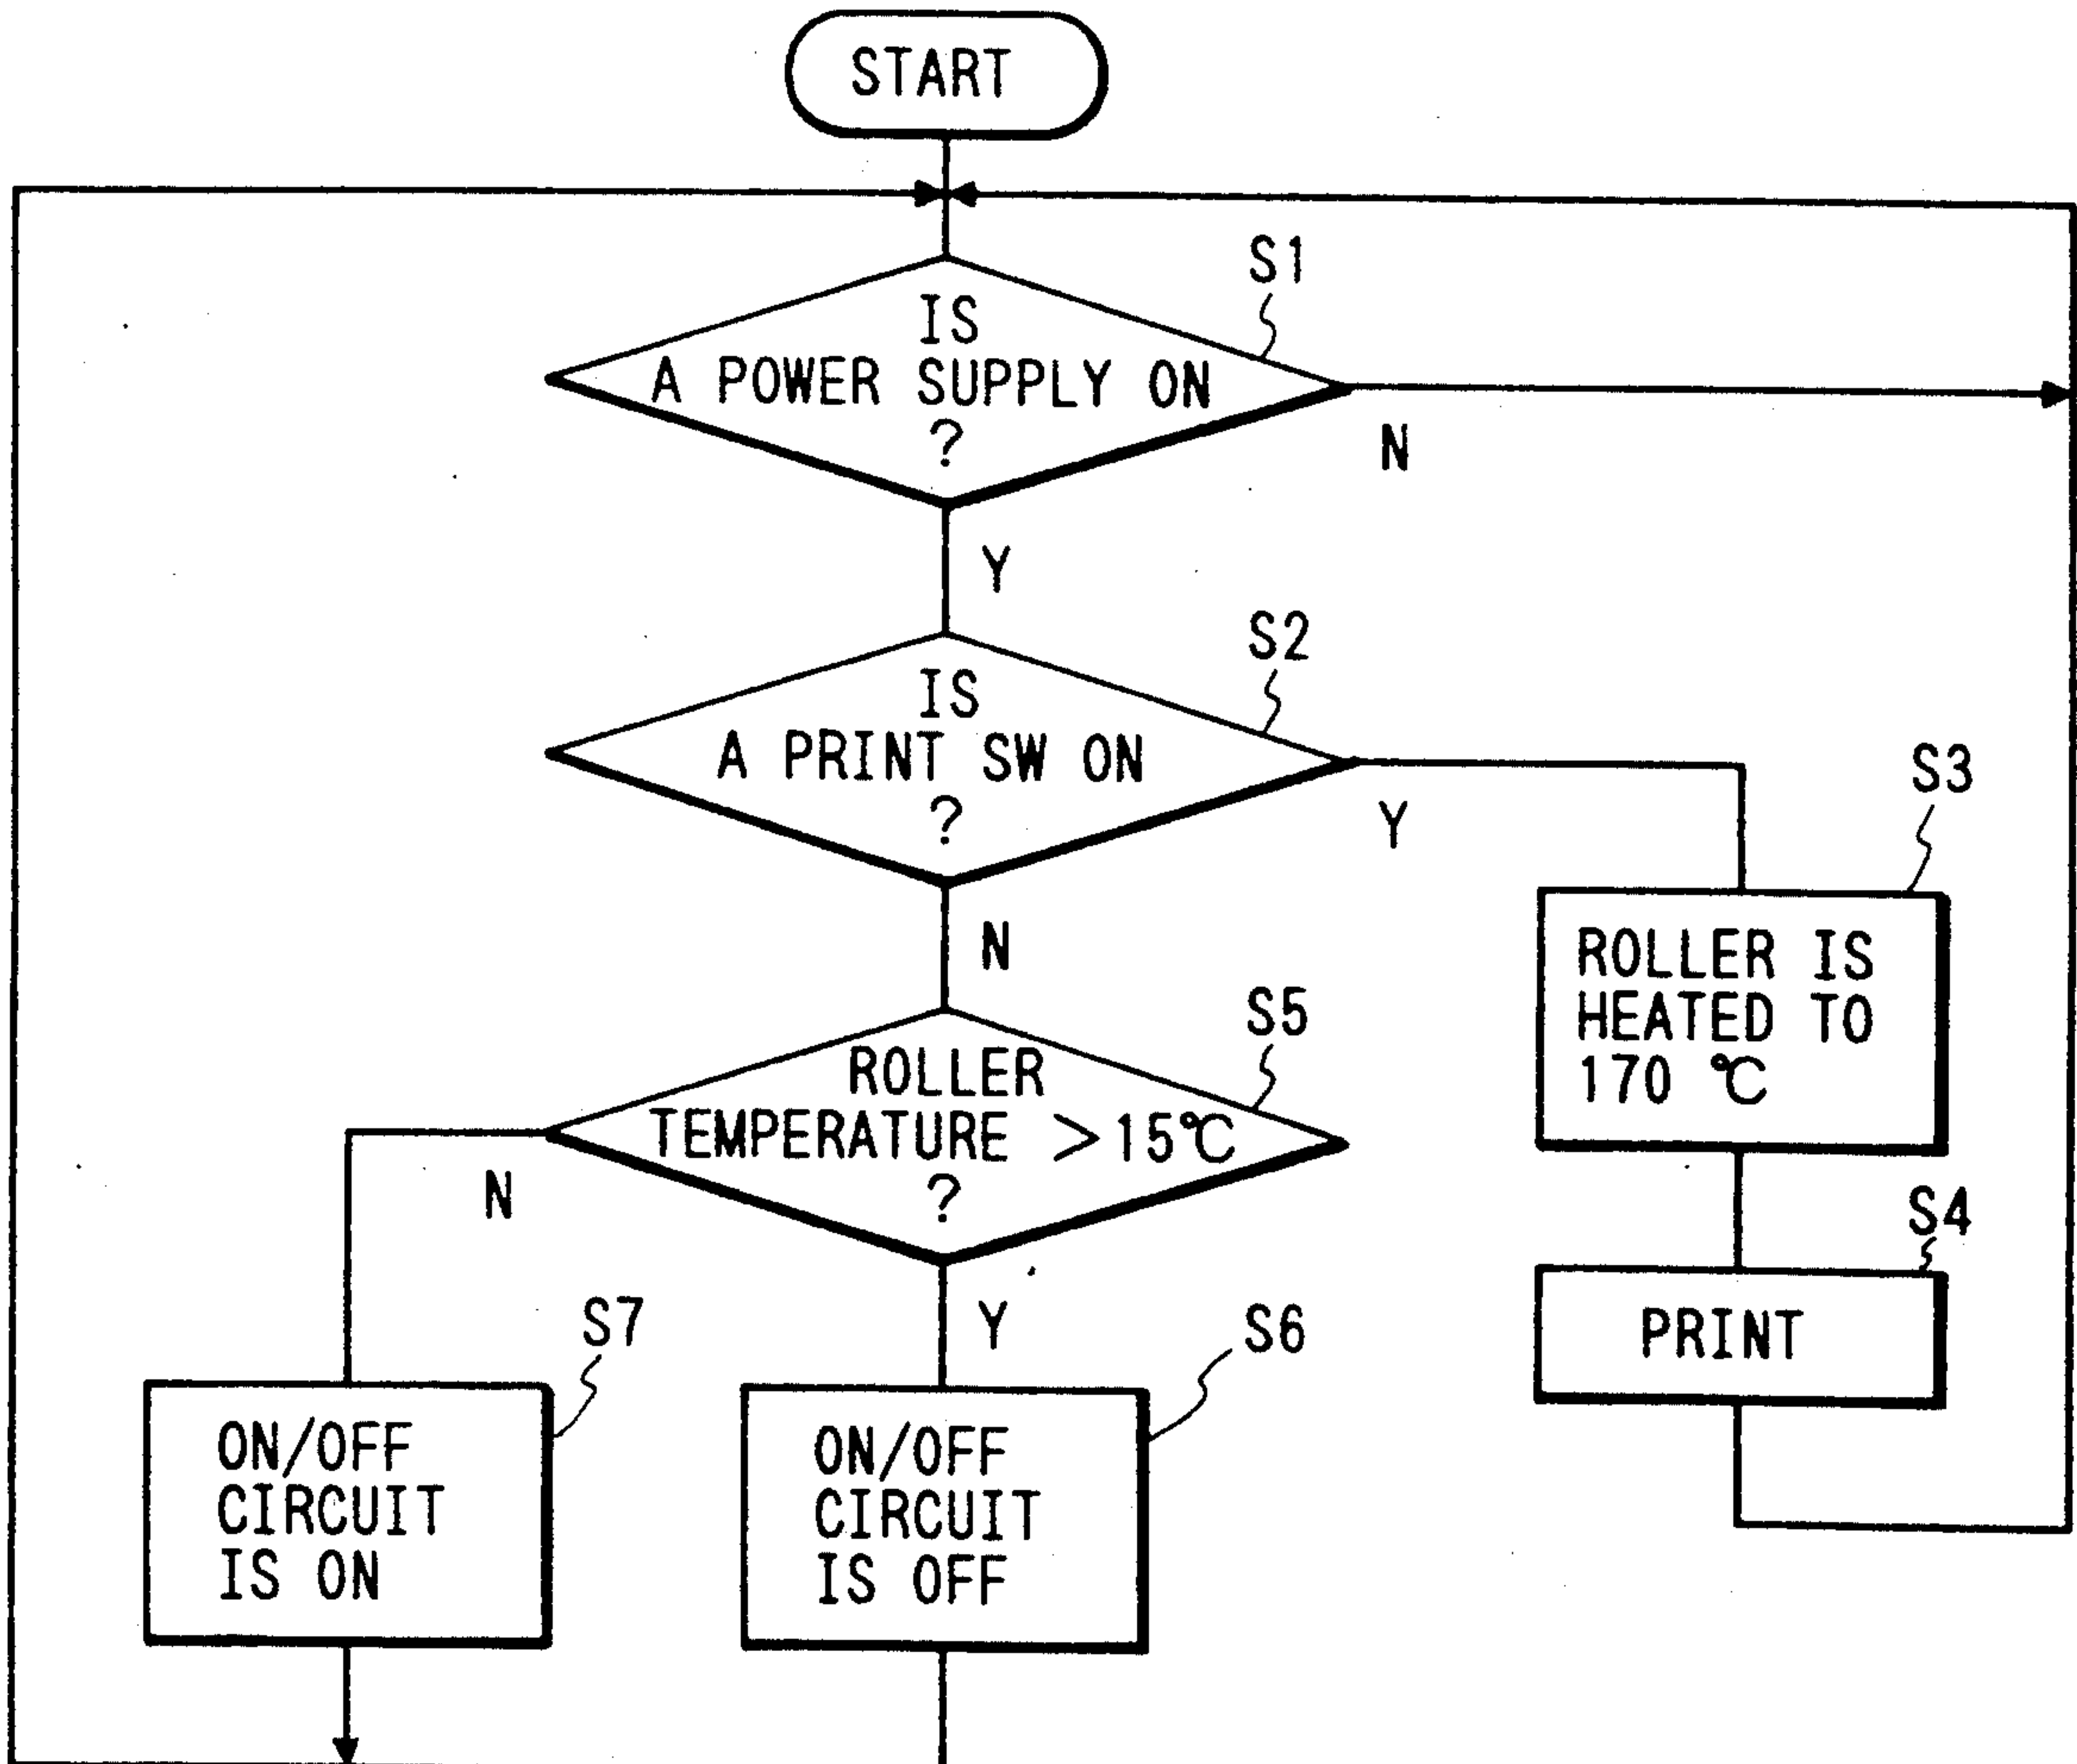 START
S1
IS
A POWER SUPPLY ON
?
N
Y
S2
IS
A PRINT SW ON
?
Y
S3
N
ROLLER IS
HEATED TO
170 ℃
S5
ROLLER
TEMPERATURE >15℃
?
N
S4
Y
PRINT
S7
S6
ON/OFF
CIRCUIT
IS ON
ON/OFF
CIRCUIT
IS OFF